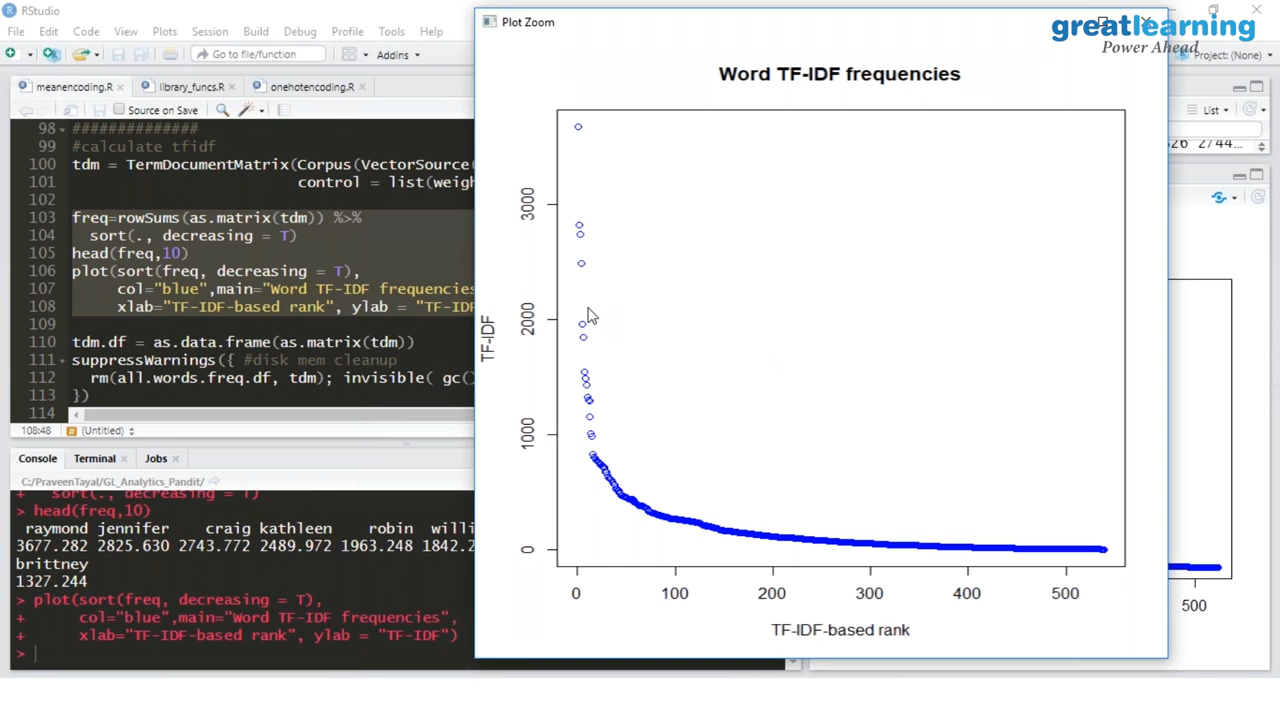 RStudio
File Edit Code View Plots Session Build Debug Profile Tools Help
Go to file/function Addins
Project: (None)
meanencoding.R library_funcs.R onehotencoding.R
Source on Save
98 ##############
99 #calculate tfidf
100 tdm = TermDocumentMatrix(Corpus(VectorSource(
101 control = list(weigh
102
103 freq=rowSums(as.matrix(tdm)) %>%
104 sort(., decreasing = T)
105 head(freq,10)
106 plot(sort(freq, decreasing = T),
107 col="blue",main="Word TF-IDF frequencies
108 xlab="TF-IDF-based rank", ylab = "TF-ID
109
110 tdm.df = as.data.frame(as.matrix(tdm))
111 suppressWarnings({ #disk mem cleanup
112 rm(all.words.freq.df, tdm); invisible( gc()
113 })
114
108:48 (Untitled)
Console Terminal Jobs
C:/PraveenTayal/GL_Analytics_Pandit/
+ sort(., decreasing = T)
> head(freq,10)
raymond jennifer craig kathleen robin willi
3677.282 2825.630 2743.772 2489.972 1963.248 1842.2
brittney
1327.244
> plot(sort(freq, decreasing = T),
+ col="blue",main="Word TF-IDF frequencies",
+ xlab="TF-IDF-based rank", ylab = "TF-IDF")
>
Plot Zoom
greatlearning
Power Ahead
Word TF-IDF frequencies
TF-IDF
3000
2000
1000
0
0 100 200 300 400 500
TF-IDF-based rank
List
2744...
500